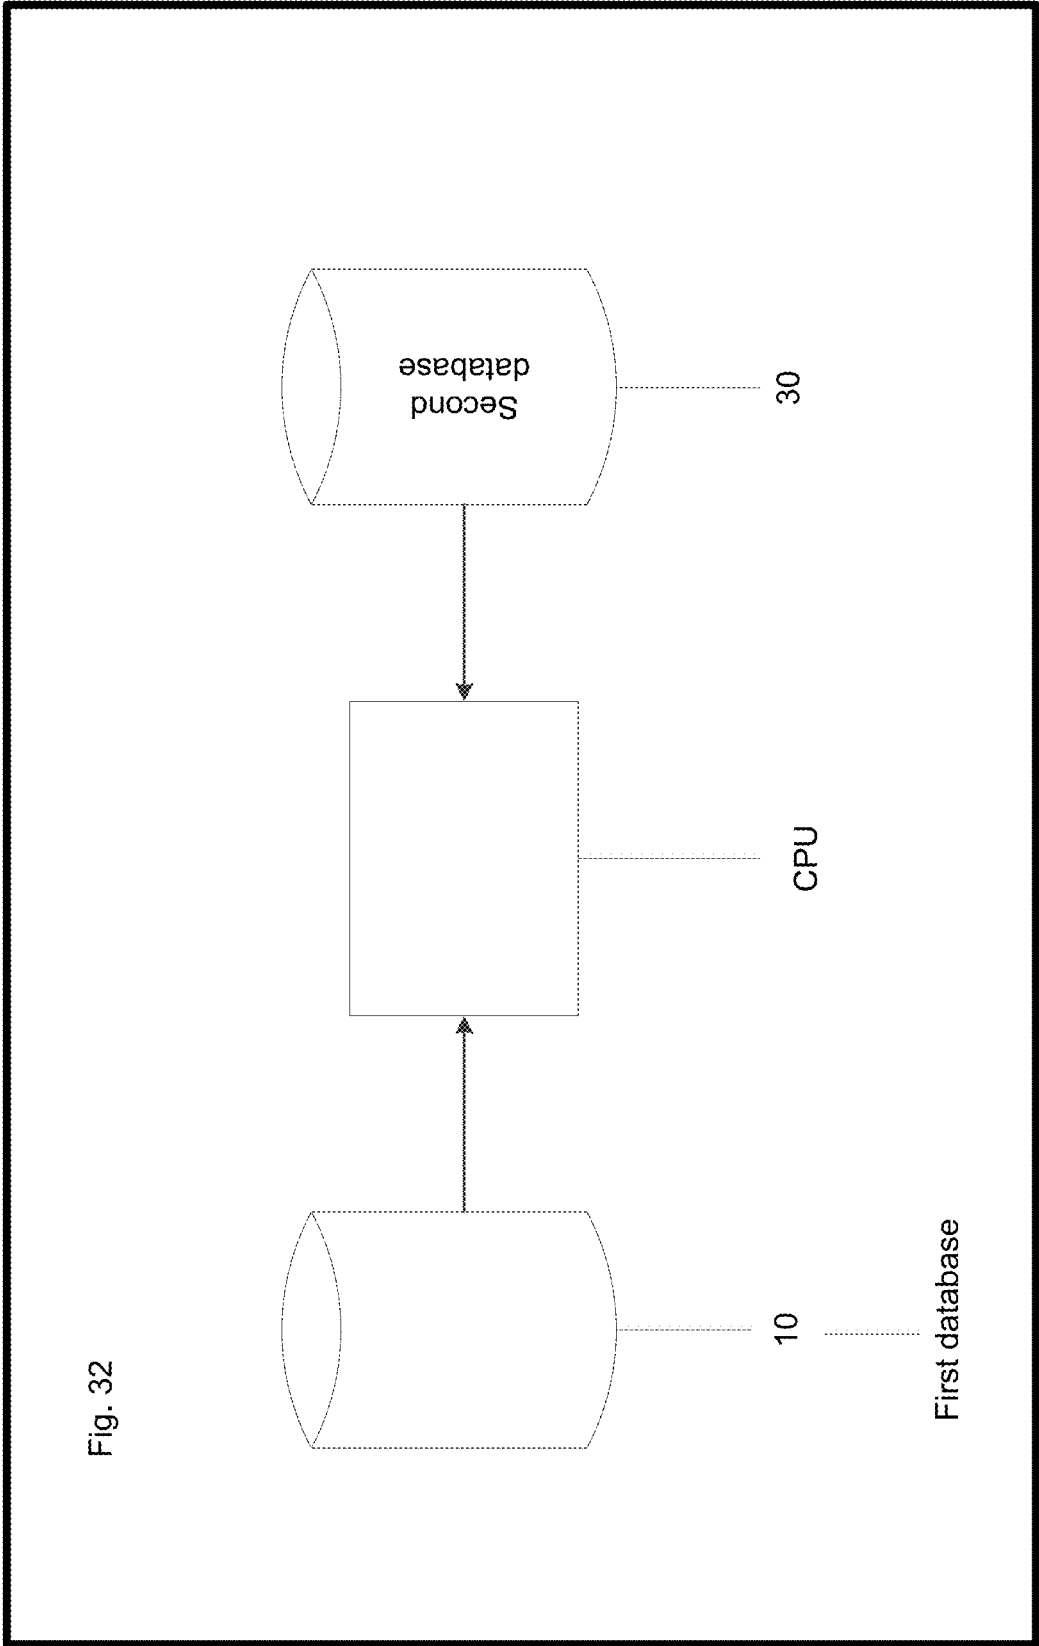 Fig. 32
Second
database
10
CPU
30
First database